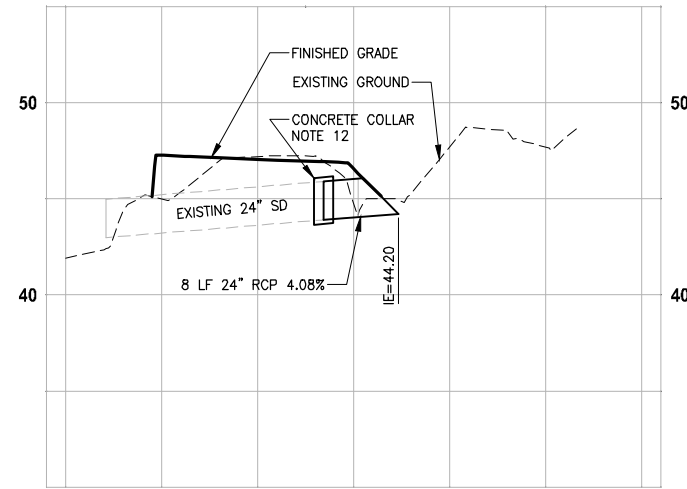 FINISHED GRADE
EXISTING GROUND
50
50
CONCRETE COLLAR
NOTE 12
EXISTING 24" SD
8 LF 24" RCP 4.08%
IE=44.20
40
40